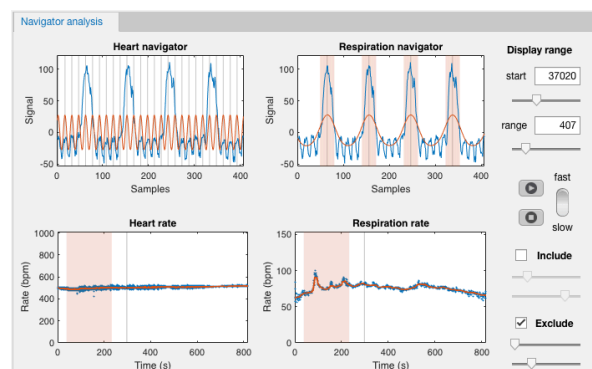 Navigator analysis
Heart navigator
Respiration navigator
Display range
100
50
0
-50
Signal
0
100
200
300
400
Samples
100
50
0
-50
Signal
0
100
200
300
400
Samples
start
37020
range
407
fast
slow
Heart rate
Respiration rate
1000
800
600
400
200
0
Rate (bpm)
0
200
400
600
800
Time (s)
150
100
50
0
Rate (bpm)
0
200
400
600
800
Time (s)
Include
Exclude